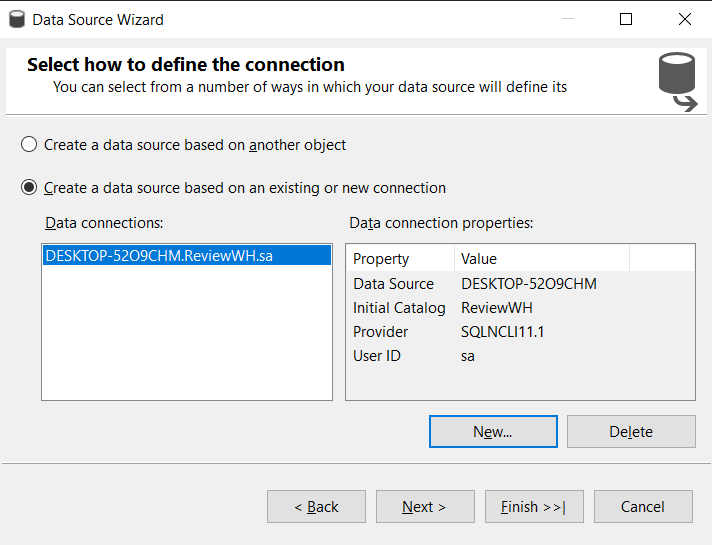 Data Source Wizard
Select how to define the connection
You can select from a number of ways in which your data source will define its
Create a data source based on another object
Create a data source based on an existing or new connection
Data connections:
Data connection properties:
DESKTOP-52O9CHM.ReviewWH.sa
Property Value
Data Source DESKTOP-52O9CHM
Initial Catalog ReviewWH
Provider SQLNCLI11.1
User ID sa
New... Delete
< Back Next > Finish >>| Cancel